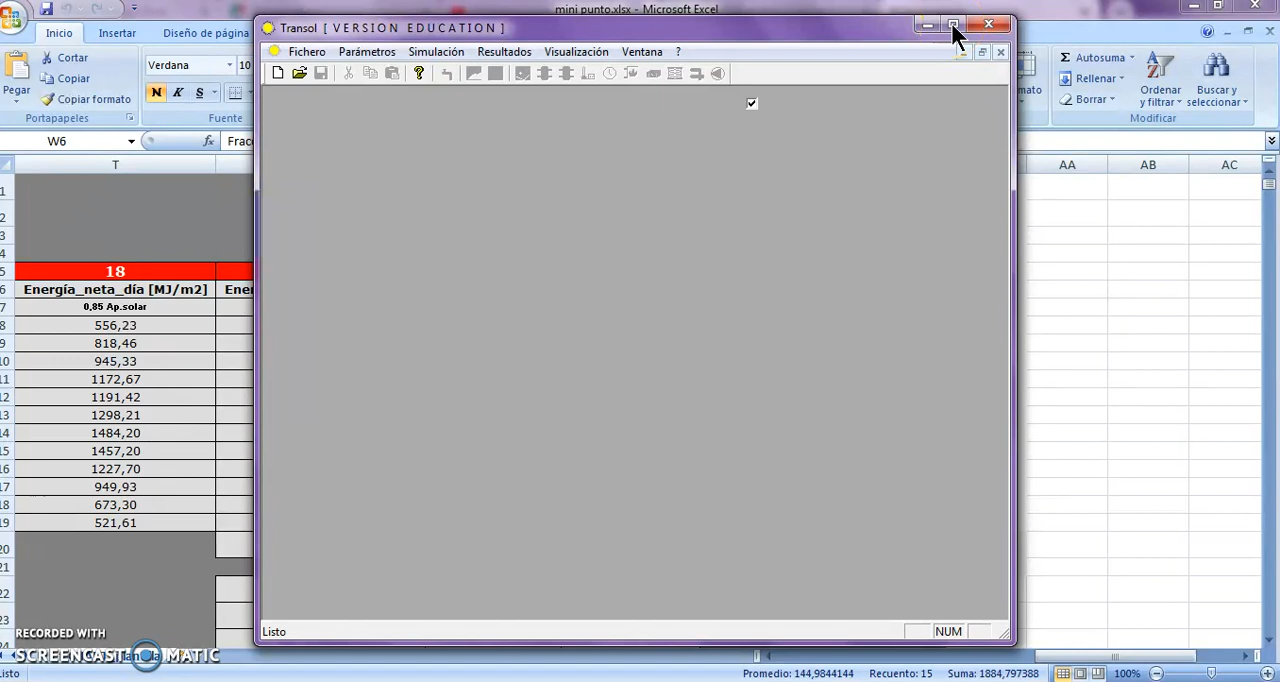 mini punto.xlsx - Microsoft Excel
Inicio Insertar Diseño de página
Cortar
Copiar
Copiar formato
Pegar
Portapapeles
Verdana 10
N K S
Fuente
Autosuma
Rellenar
Borrar
Ordenar y filtrar
Buscar y seleccionar
Modificar
W6 fx
T AA AB AC
Transol [ VERSION EDUCATION ]
Fichero Parámetros Simulación Resultados Visualización Ventana ?
1
2
3
4
5 18
6 Energía_neta_día [MJ/m2]
7 0,85 Ap.solar
8 556,23
9 818,46
10 945,33
11 1172,67
12 1191,42
13 1298,21
14 1484,20
15 1457,20
16 1227,70
17 949,93
18 673,30
19 521,61
20
21
22
23
24
Listo NUM
RECORDED WITH
SCREENCAST MATIC
Listo Promedio: 144,9844144 Recuento: 15 Suma: 1884,797388 100%